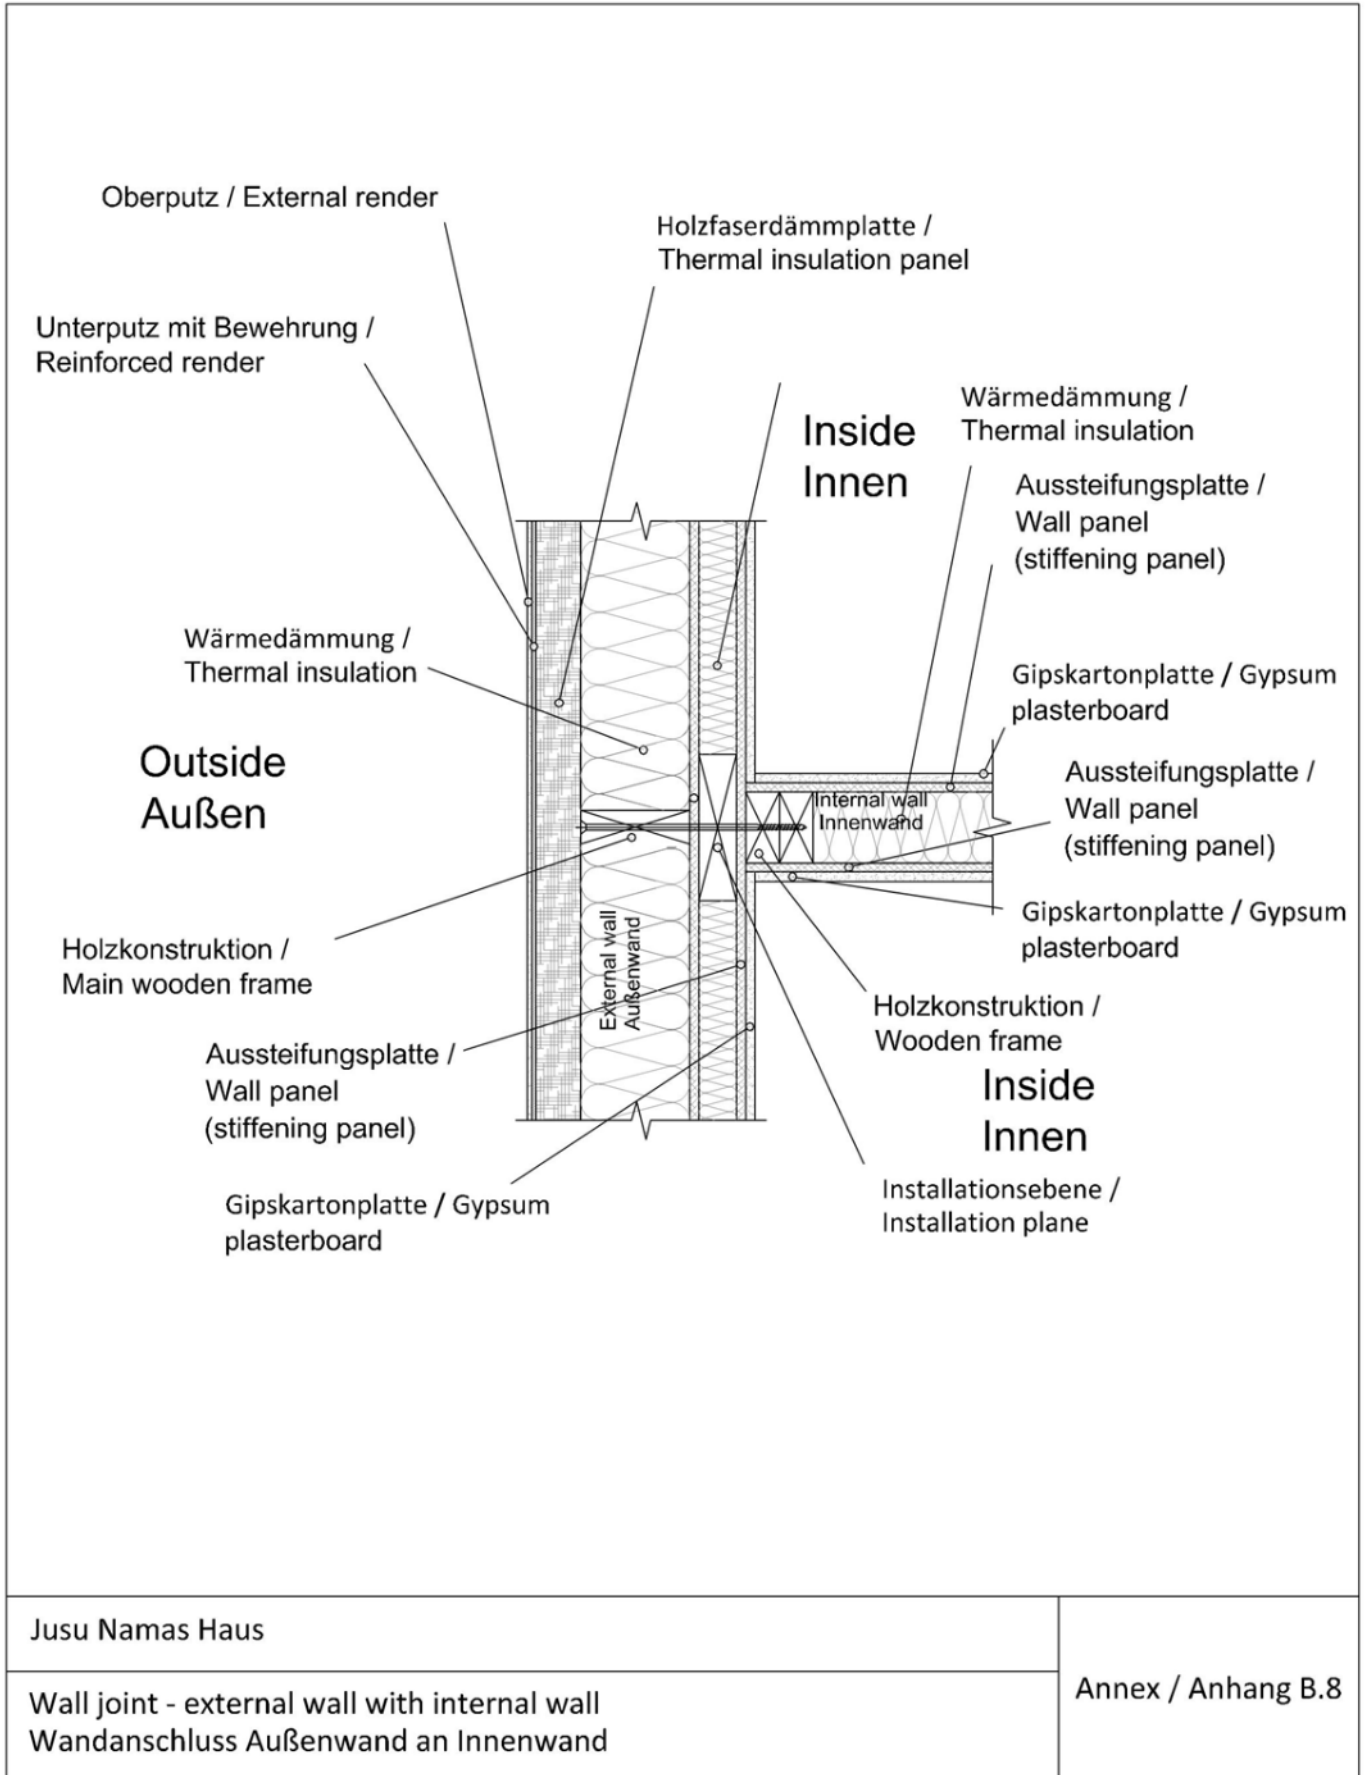 Oberputz / External render
Holzfaserdämmplatte /
Thermal insulation panel
Unterputz mit Bewehrung /
Reinforced render
Inside
Innen
Wärmedämmung /
Thermal insulation
Aussteifungsplatte /
Wall panel
(stiffening panel)
Wärmedämmung /
Thermal insulation
Gipskartonplatte / Gypsum
plasterboard
Outside
Außen
Aussteifungsplatte /
Wall panel
(stiffening panel)
Internal wall
Innenwand
Gipskartonplatte / Gypsum
plasterboard
Holzkonstruktion /
Main wooden frame
External wall
Außenwand
Holzkonstruktion /
Wooden frame
Aussteifungsplatte /
Wall panel
(stiffening panel)
Inside
Innen
Gipskartonplatte / Gypsum
plasterboard
Installationsebene /
Installation plane
Jusu Namas Haus
Wall joint - external wall with internal wall
Wandanschluss Außenwand an Innenwand
Annex / Anhang B.8